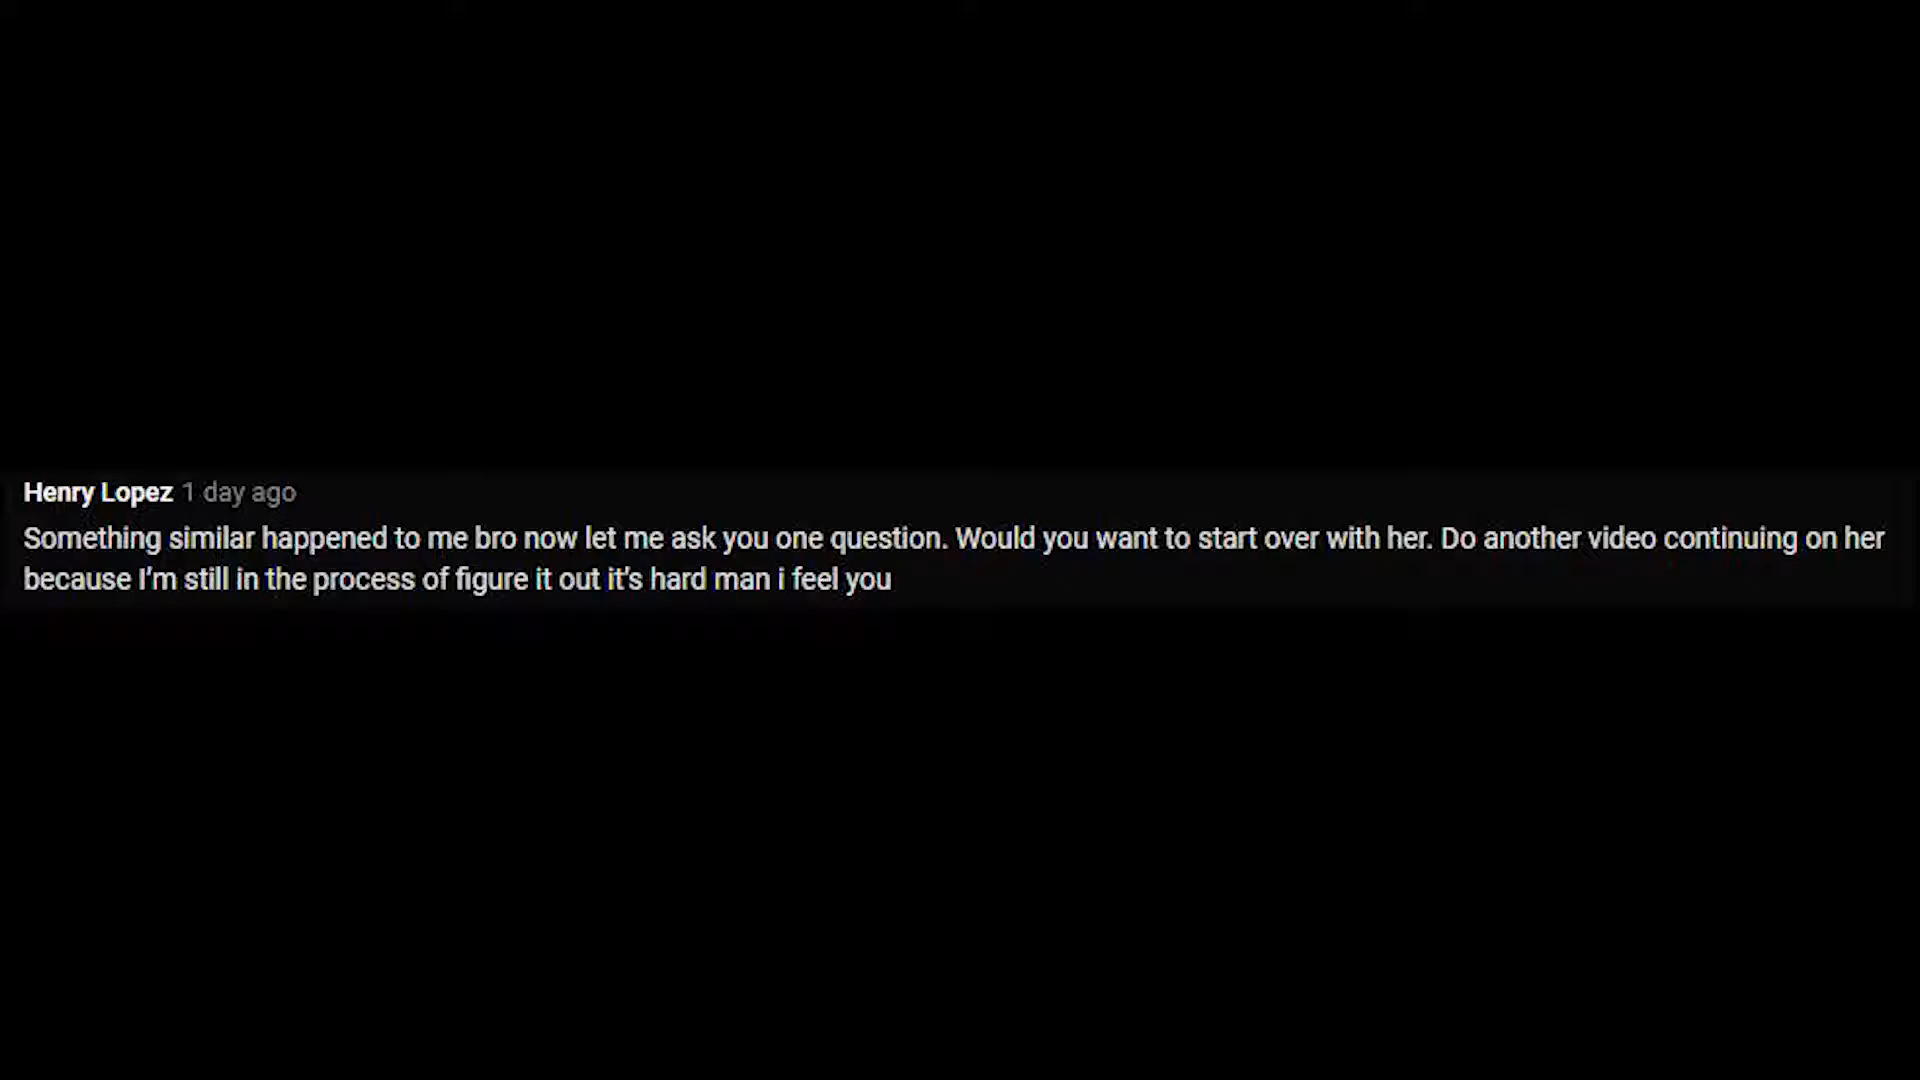 Henry Lopez 1 day ago
Something similar happened to me bro now let me ask you one question. Would you want to start over with her. Do another video continuing on her
because I’m still in the process of figure it out it’s hard man i feel you